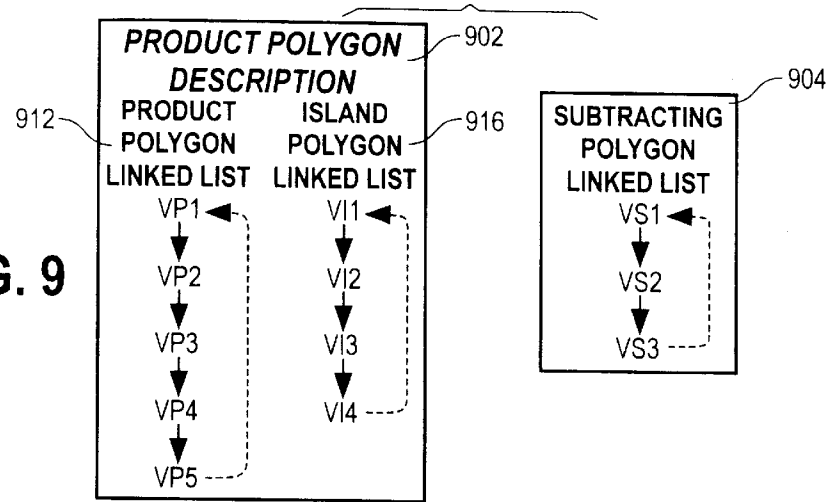 PRODUCT POLYGON
DESCRIPTION
902
912
PRODUCT
POLYGON
LINKED LIST
VP1
VP2
VP3
VP4
VP5
ISLAND
POLYGON
LINKED LIST
916
VI1
VI2
VI3
VI4
904
SUBTRACTING
POLYGON
LINKED LIST
VS1
VS2
VS3
G. 9